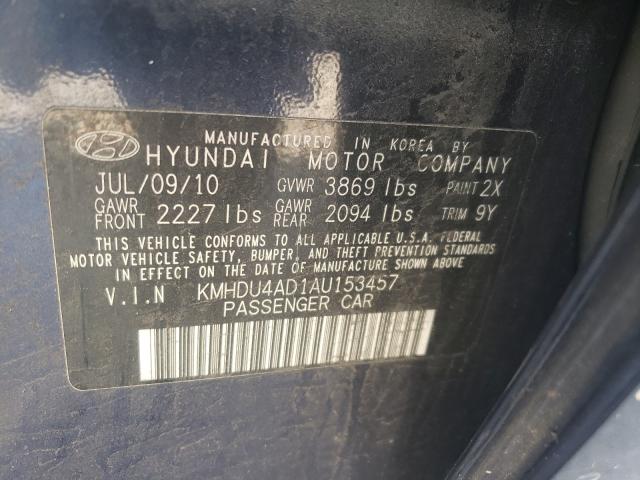 MANUFACTURED IN KOREA BY
HYUNDAI MOTOR COMPANY
JUL/09/10 GVWR 3869 lbs PAINT 2X
GAWR FRONT 2227 lbs GAWR REAR 2094 lbs TRIM 9Y
THIS VEHICLE CONFORMS TO ALL APPLICABLE U.S.A. FEDERAL
MOTOR VEHICLE SAFETY, BUMPER, AND THEFT PREVENTION STANDARDS
IN EFFECT ON THE DATE OF MANUFACTURE SHOWN ABOVE.
V.I.N KMHDU4AD1AU153457
PASSENGER CAR